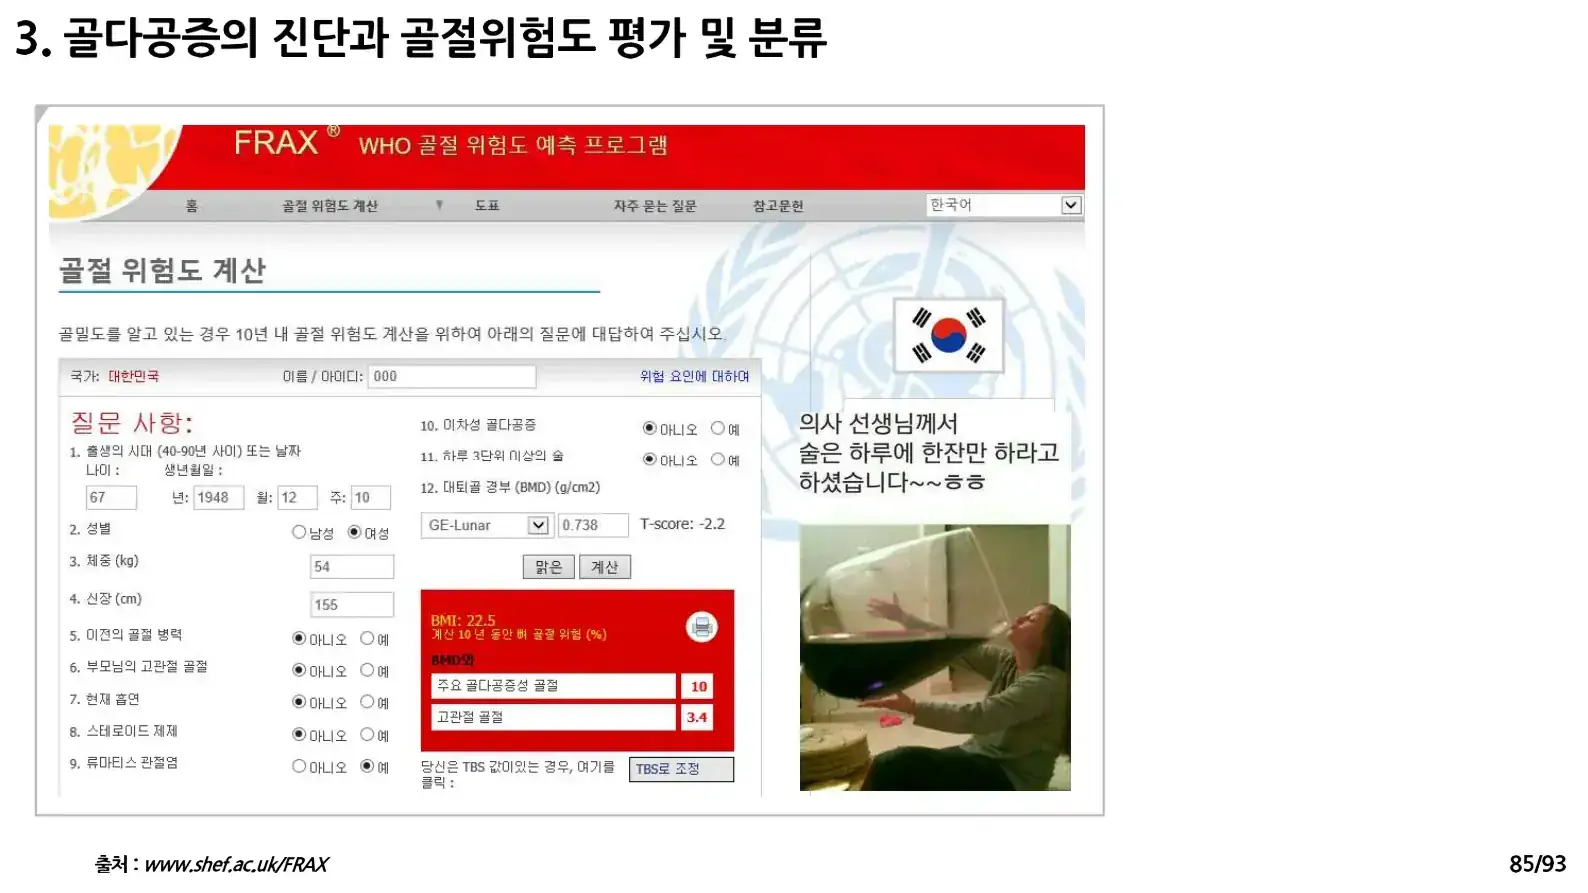 3. 골다공증의 진단과 골절위험도 평가 및 분류
FRAX ® WHO 골절 위험도 예측 프로그램
홈 골절 위험도 계산 ▼ 도표 자주 묻는 질문 참고문헌 한국어
골절 위험도 계산
골밀도를 알고 있는 경우 10년 내 골절 위험도 계산을 위하여 아래의 질문에 대답하여 주십시오.
국가: 대한민국 이름 / 아이디: 000 위험 요인에 대하여
질문 사항:
1. 출생의 시대 (40-90년 사이) 또는 날짜
나이 : 생년월일 :
67 년: 1948 월: 12 주: 10
2. 성별 남성 여성
3. 체중 (kg) 54
4. 신장 (cm) 155
5. 이전의 골절 병력 아니오 예
6. 부모님의 고관절 골절 아니오 예
7. 현재 흡연 아니오 예
8. 스테로이드 제제 아니오 예
9. 류마티스 관절염 아니오 예
10. 이차성 골다공증 아니오 예
11. 하루 3단위 이상의 술 아니오 예
12. 대퇴골 경부 (BMD) (g/cm2)
GE-Lunar 0.738 T-score: -2.2
맑은 계산
BMI: 22.5
계산 10 년 동안 뼈 골절 위험 (%)
BMD와
주요 골다공증성 골절 10
고관절 골절 3.4
당신은 TBS 값이있는 경우, 여기를
클릭 :
TBS로 조정
의사 선생님께서
술은 하루에 한잔만 하라고
하셨습니다~~ㅎㅎ
출처 : www.shef.ac.uk/FRAX
85/93